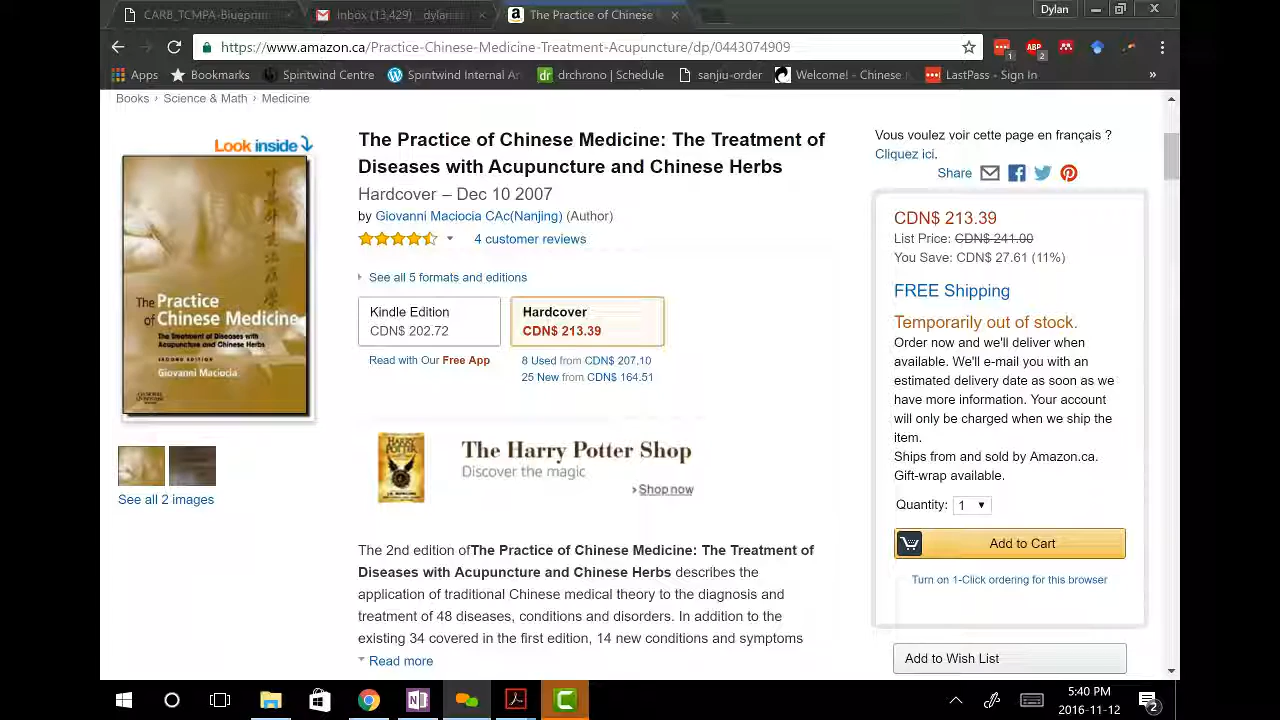 CARB_TCMPA-Blueprint
Inbox (13,429)
The Practice of Chinese
Dylan
https://www.amazon.ca/Practice-Chinese-Medicine-Treatment-Acupuncture/dp/0443074909
1
ABP
2
Apps
Bookmarks
Spiritwind Centre
Spiritwind Internal Ar
drchrono | Schedule
sanjiu-order
Welcome! – Chinese
LastPass - Sign In
»
Books › Science & Math › Medicine
Look inside
The Practice of Chinese Medicine
The Treatment of Diseases with
Acupuncture and Chinese Herbs
SECOND EDITION
Giovanni Maciocia
See all 2 images
The Practice of Chinese Medicine: The Treatment of
Diseases with Acupuncture and Chinese Herbs
Hardcover – Dec 10 2007
by Giovanni Maciocia CAc(Nanjing) (Author)
4 customer reviews
See all 5 formats and editions
Kindle Edition
CDN$ 202.72
Hardcover
CDN$ 213.39
Read with Our Free App
8 Used from CDN$ 207.10
25 New from CDN$ 164.51
HARRY POTTER
The Harry Potter Shop
Discover the magic
›Shop now
The 2nd edition ofThe Practice of Chinese Medicine: The Treatment of
Diseases with Acupuncture and Chinese Herbs describes the
application of traditional Chinese medical theory to the diagnosis and
treatment of 48 diseases, conditions and disorders. In addition to the
existing 34 covered in the first edition, 14 new conditions and symptoms
Read more
Vous voulez voir cette page en français ?
Cliquez ici.
Share
CDN$ 213.39
List Price: CDN$ 241.00
You Save: CDN$ 27.61 (11%)
FREE Shipping
Temporarily out of stock.
Order now and we'll deliver when
available. We'll e-mail you with an
estimated delivery date as soon as we
have more information. Your account
will only be charged when we ship the
item.
Ships from and sold by Amazon.ca.
Gift-wrap available.
Quantity: 1
Add to Cart
Turn on 1-Click ordering for this browser
Add to Wish List
5:40 PM
2016-11-12
2